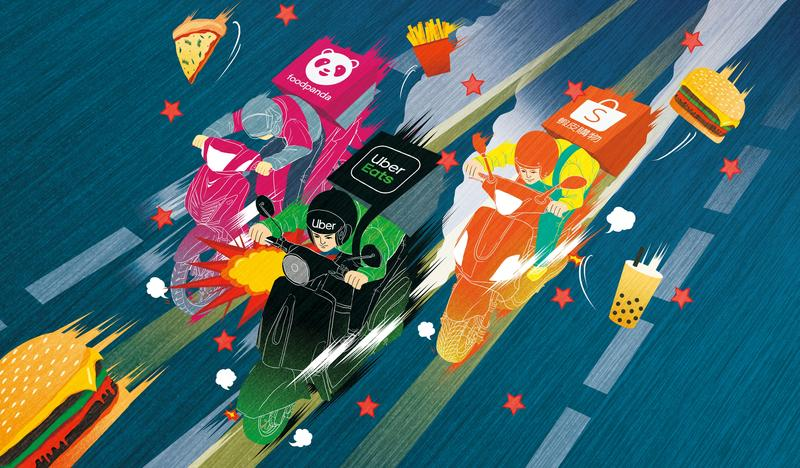 foodpanda
Uber
Eats
Uber
S
蝦皮購物